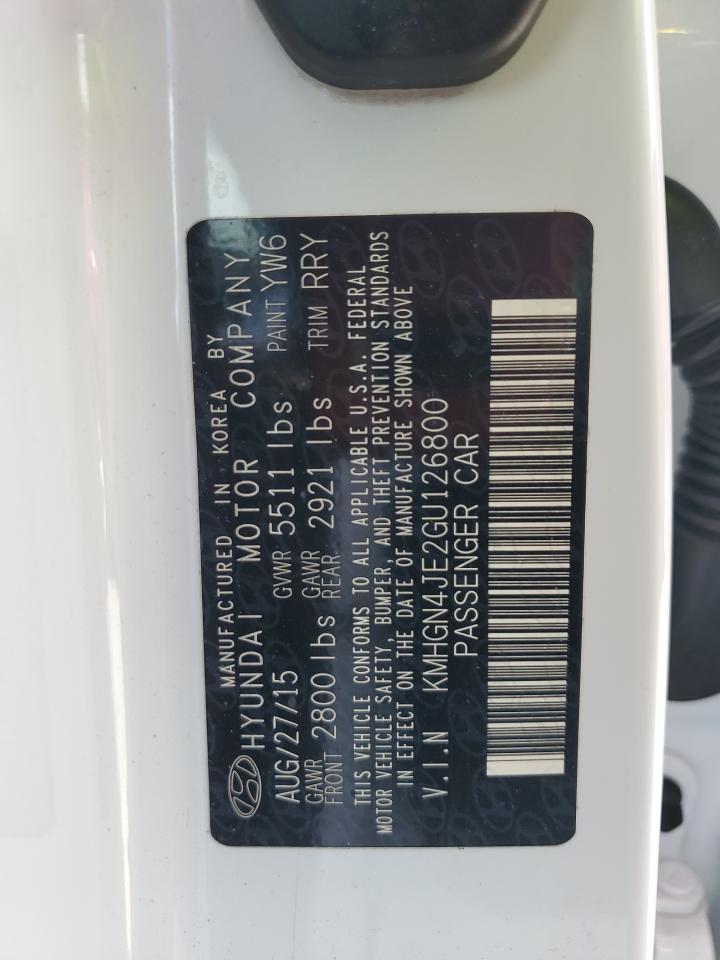 MANUFACTURED IN KOREA BY
HYUNDAI MOTOR COMPANY
AUG/27/15 GVWR 5511 lbs PAINT YW6
GAWR FRONT 2800 lbs GAWR REAR 2921 lbs TRIM RRY
THIS VEHICLE CONFORMS TO ALL APPLICABLE U.S.A. FEDERAL
MOTOR VEHICLE SAFETY, BUMPER, AND THEFT PREVENTION STANDARDS
IN EFFECT ON THE DATE OF MANUFACTURE SHOWN ABOVE
V.I.N KMHGN4JE2GU126800
PASSENGER CAR